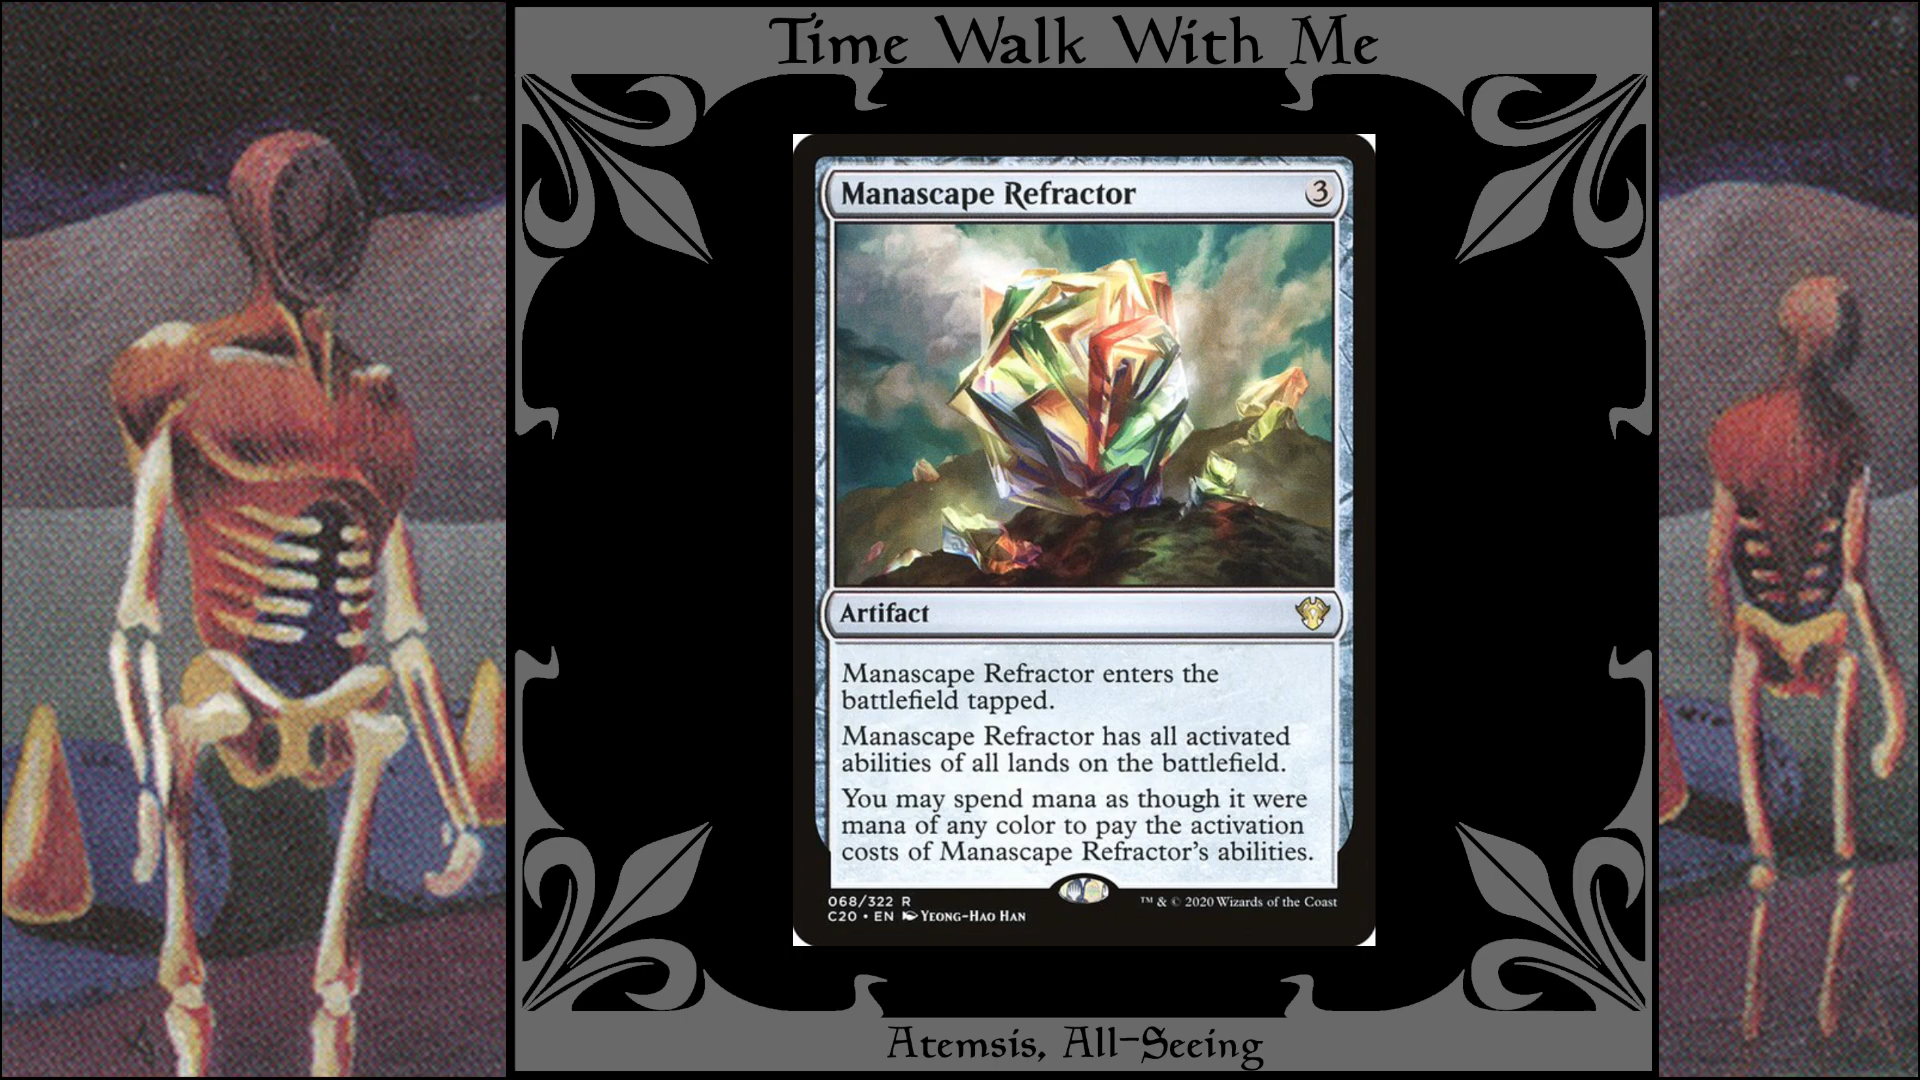 Time Walk With Me
Manascape Refractor 3
Artifact
Manascape Refractor enters the
battlefield tapped.
Manascape Refractor has all activated
abilities of all lands on the battlefield.
You may spend mana as though it were
mana of any color to pay the activation
costs of Manascape Refractor's abilities.
068/322 R
C20 • EN Yeong-Hao Han
™ & © 2020 Wizards of the Coast
Atemsis, All-Seeing